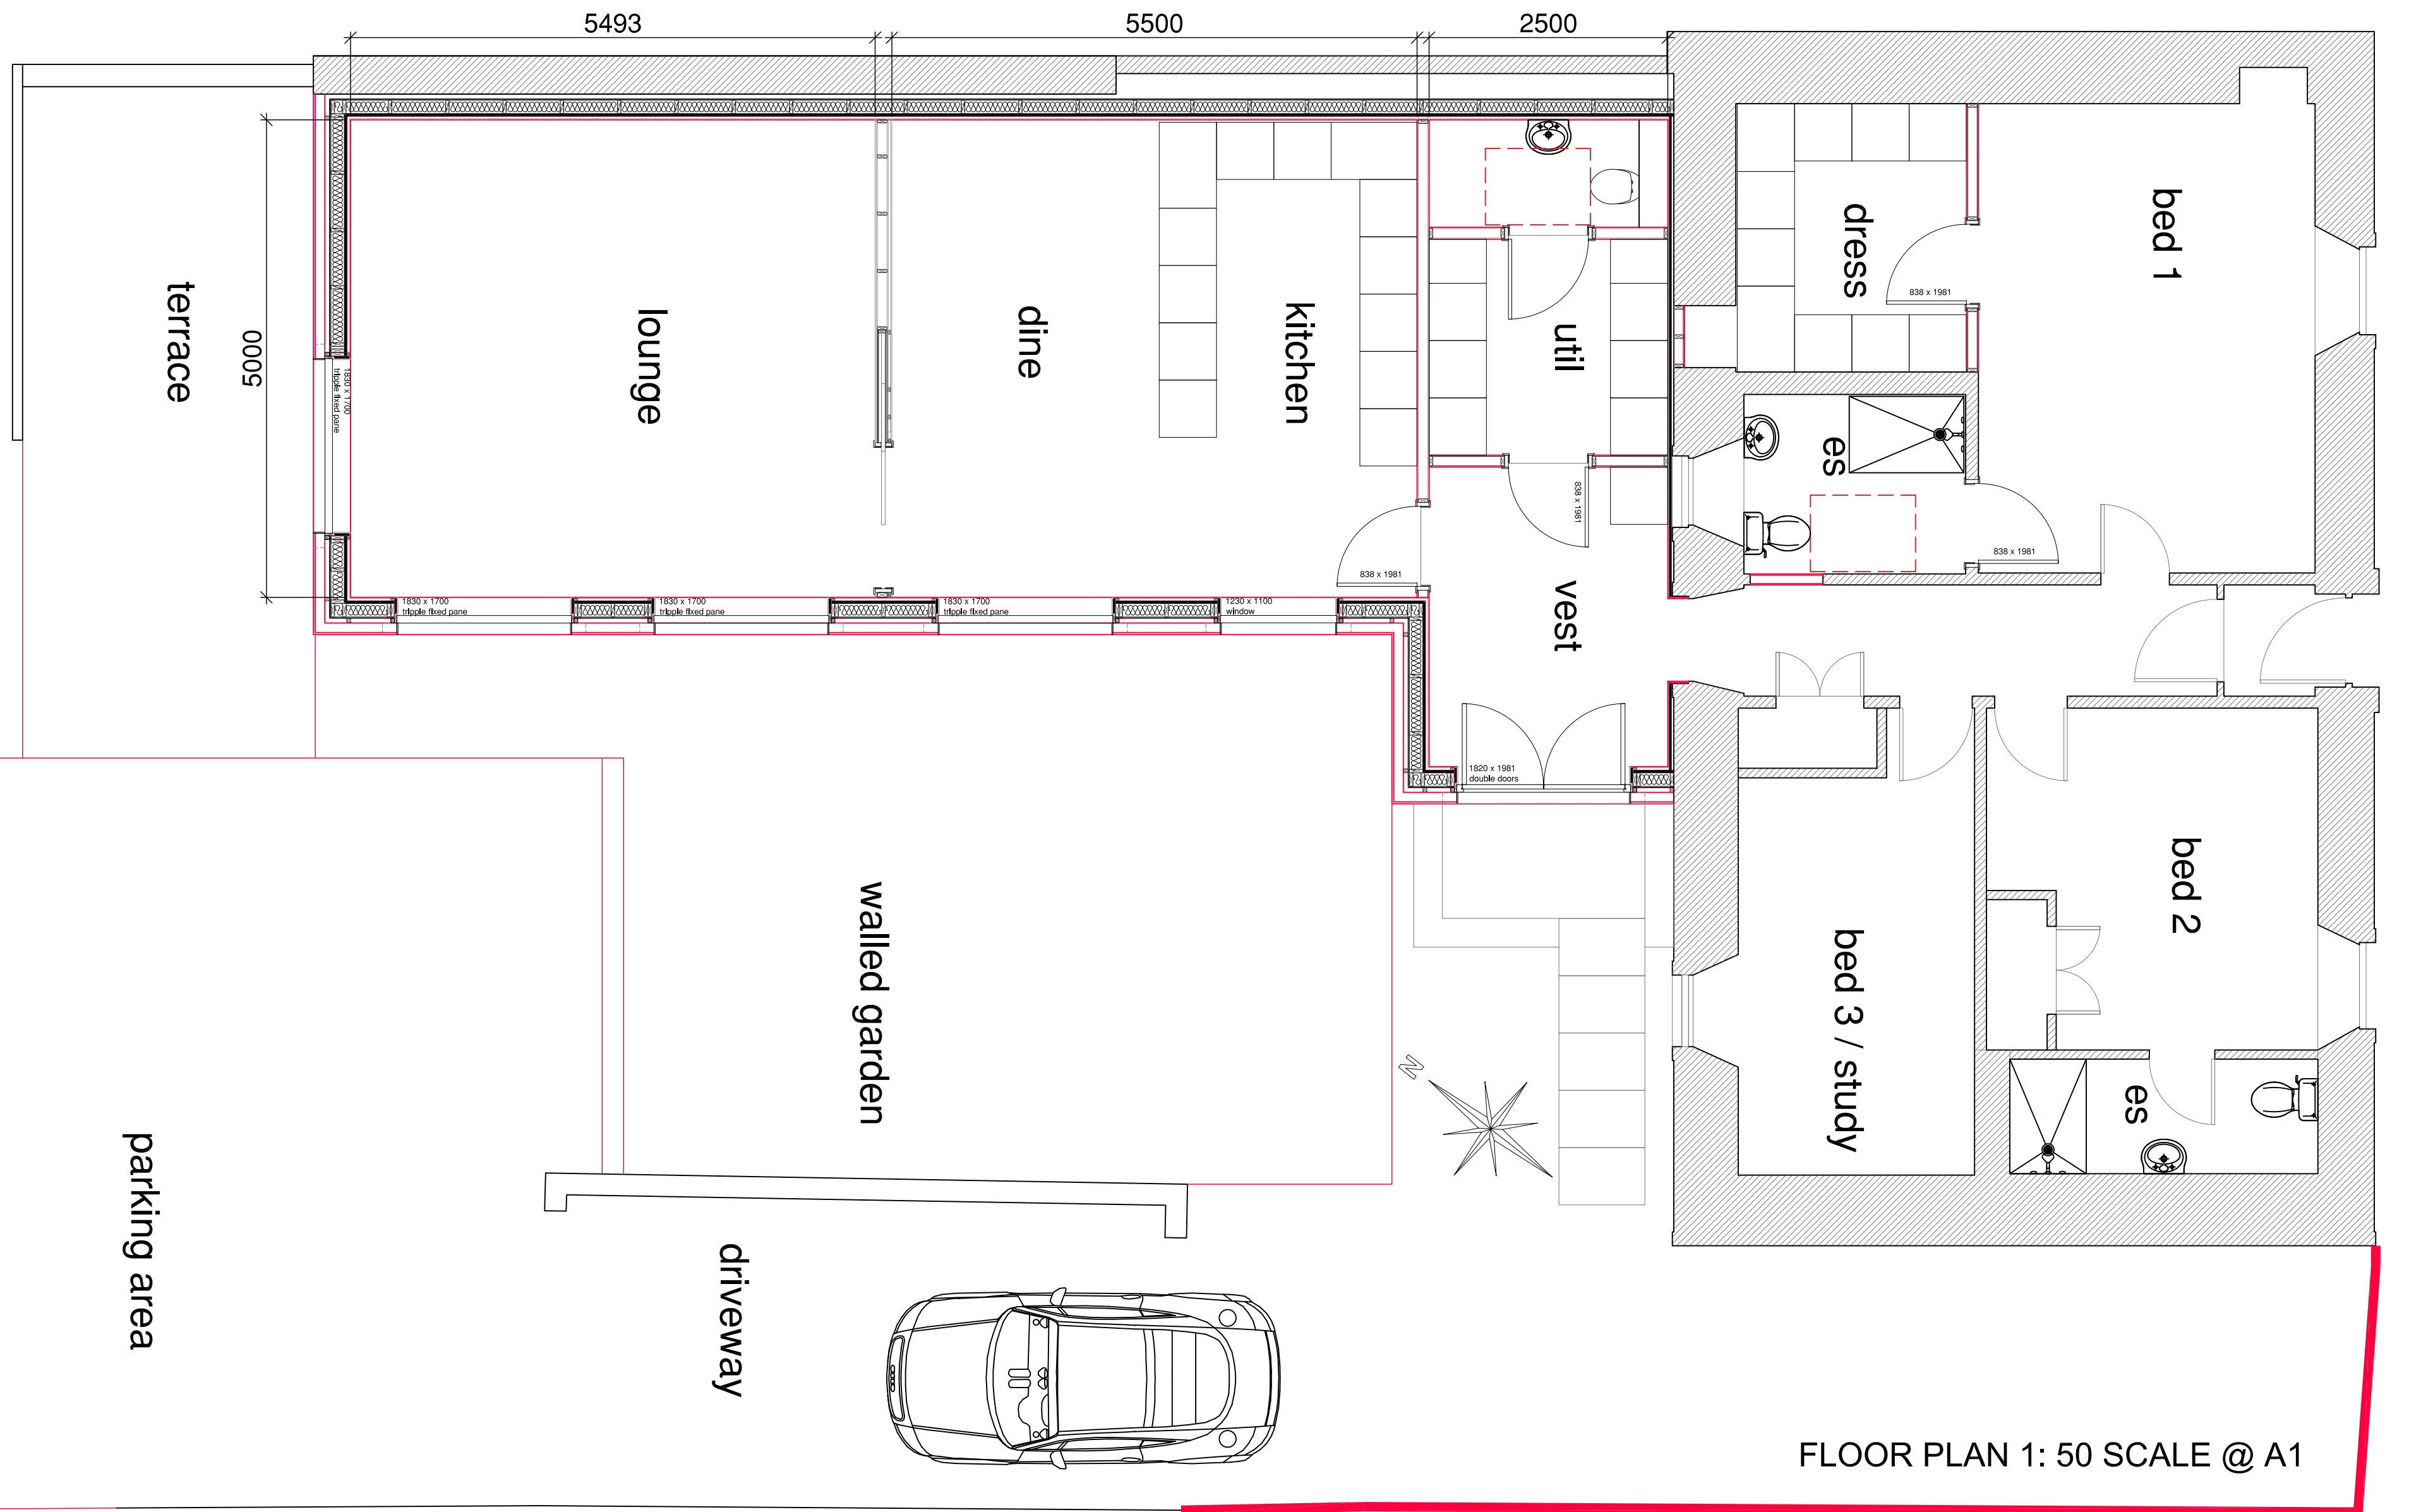 5493
5500
2500
5000
terrace
lounge
dine
kitchen
util
vest
dress
bed 1
es
838 x 1981
838 x 1981
838 x 1981
838 x 1981
1830 x 1700
tripple fixed pane
1830 x 1700
tripple fixed pane
1830 x 1700
tripple fixed pane
1830 x 1700
tripple fixed pane
1230 x 1100
window
1820 x 1981
double doors
bed 2
bed 3 / study
es
walled garden
N
parking area
driveway
FLOOR PLAN 1: 50 SCALE @ A1